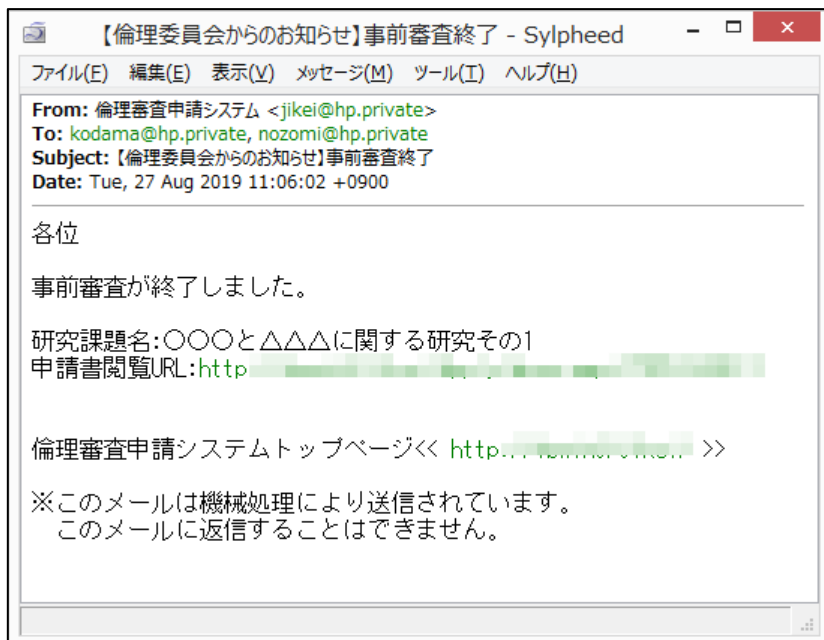 【倫理委員会からのお知らせ】事前審査終了 - Sylpheed
ファイル(F) 編集(E) 表示(V) メッセージ(M) ツール(T) ヘルプ(H)
From: 倫理審査申請システム <jikei@hp.private>
To: kodama@hp.private, nozomi@hp.private
Subject: 【倫理委員会からのお知らせ】事前審査終了
Date: Tue, 27 Aug 2019 11:06:02 +0900
各位
事前審査が終了しました。
研究課題名:〇〇〇と△△△に関する研究その1
申請書閲覧URL:http
倫理審査申請システムトップページ<< http >>
※このメールは機械処理により送信されています。
このメールに返信することはできません。